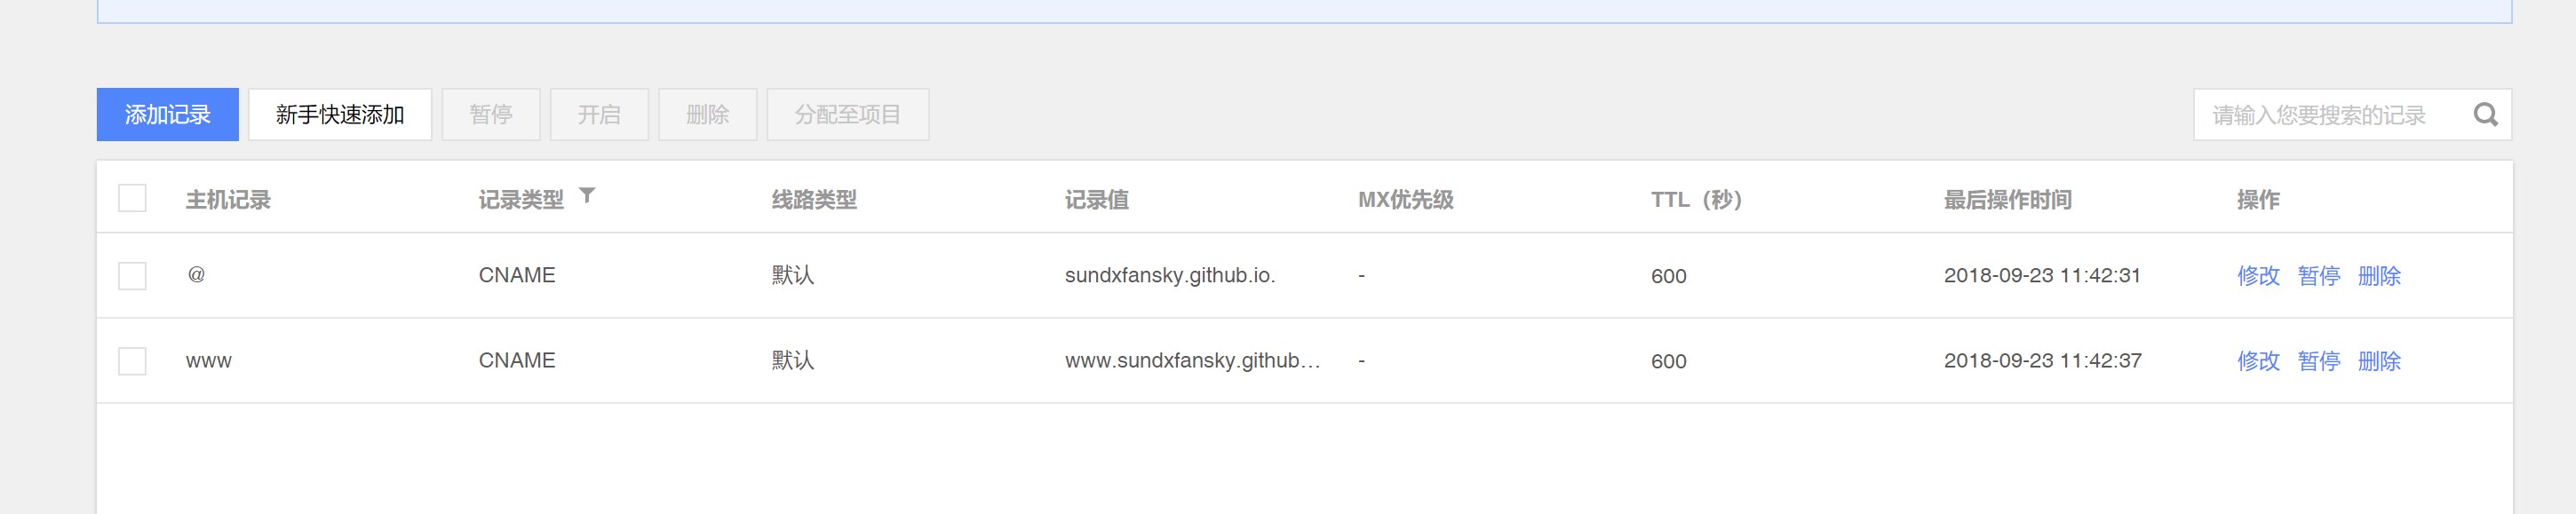 添加记录 新手快速添加 暂停 开启 删除 分配至项目 请输入您要搜索的记录
主机记录 记录类型 线路类型 记录值 MX优先级 TTL（秒） 最后操作时间 操作
@ CNAME 默认 sundxfansky.github.io. - 600 2018-09-23 11:42:31 修改 暂停 删除
www CNAME 默认 www.sundxfansky.github... - 600 2018-09-23 11:42:37 修改 暂停 删除